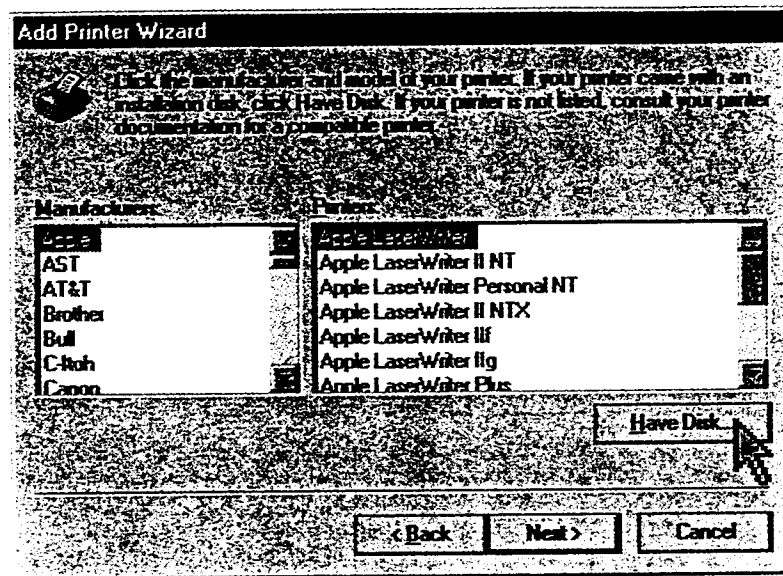 Add Printer Wizard
Click the manufacturer and model of your printer. If your printer came with an
installation disk, click Have Disk. If your printer is not listed, consult your printer
documentation for a compatible printer.
Manufacturers:
Printers:
Apple
AST
AT&T
Brother
Bull
C-Itoh
Canon
Apple LaserWriter
Apple LaserWriter II NT
Apple LaserWriter Personal NT
Apple LaserWriter II NTX
Apple LaserWriter IIf
Apple LaserWriter IIg
Apple LaserWriter Plus
Have Disk...
< Back
Next >
Cancel